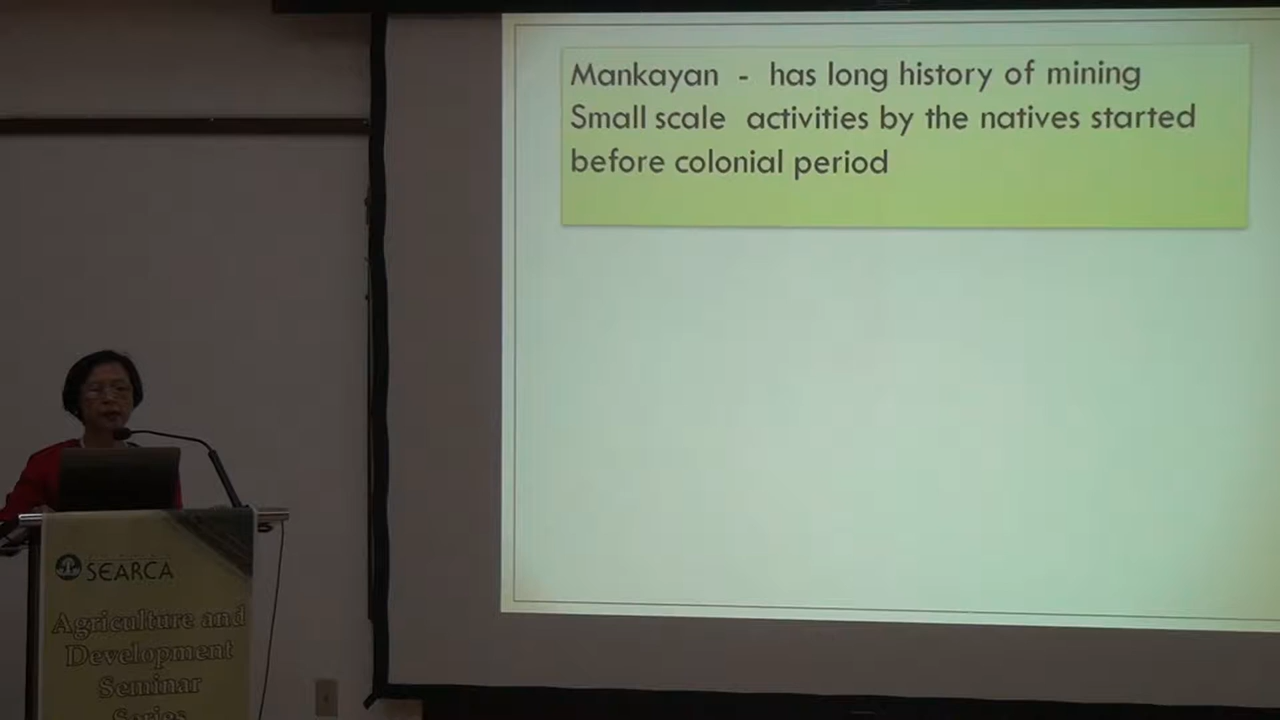 Mankayan - has long history of mining
Small scale activities by the natives started
before colonial period
SEARCA
Agriculture and
Development
Seminar
Series